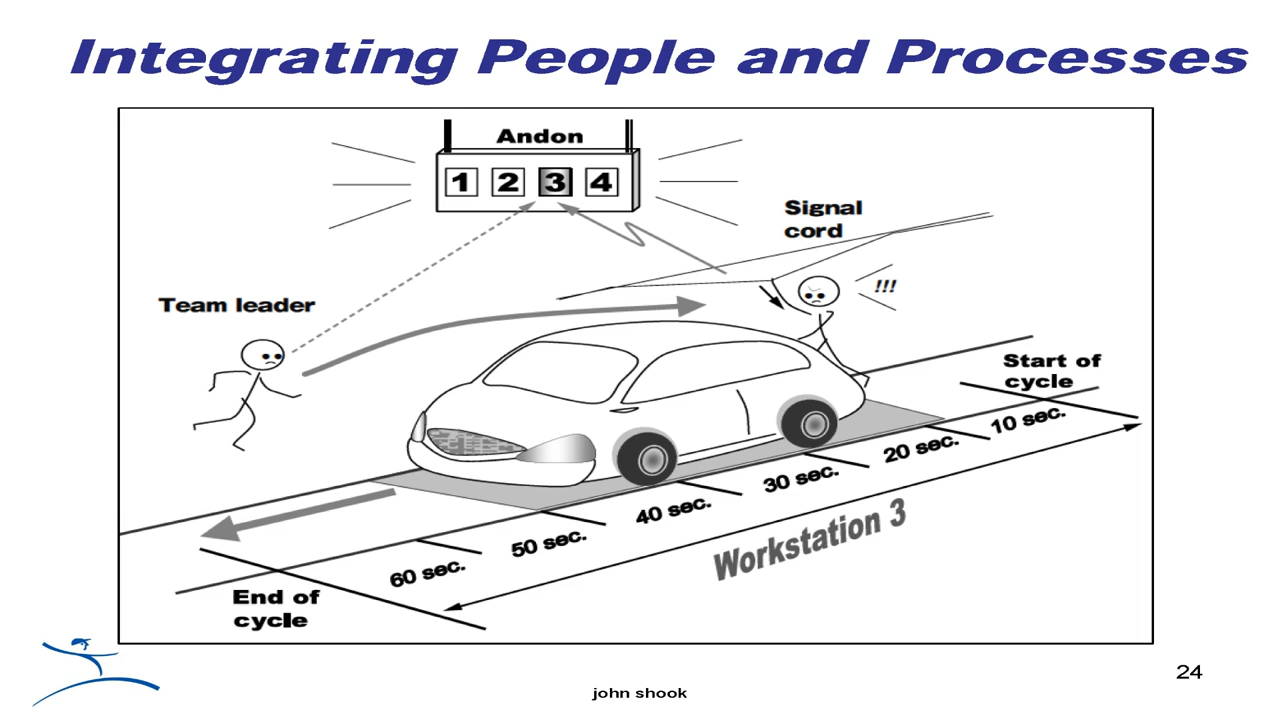 Integrating People and Processes
Andon
1 2 3 4
Signal
cord
!!!
Team leader
Start of
cycle
10 sec.
20 sec.
30 sec.
40 sec.
50 sec.
60 sec.
Workstation 3
End of
cycle
24
john shook